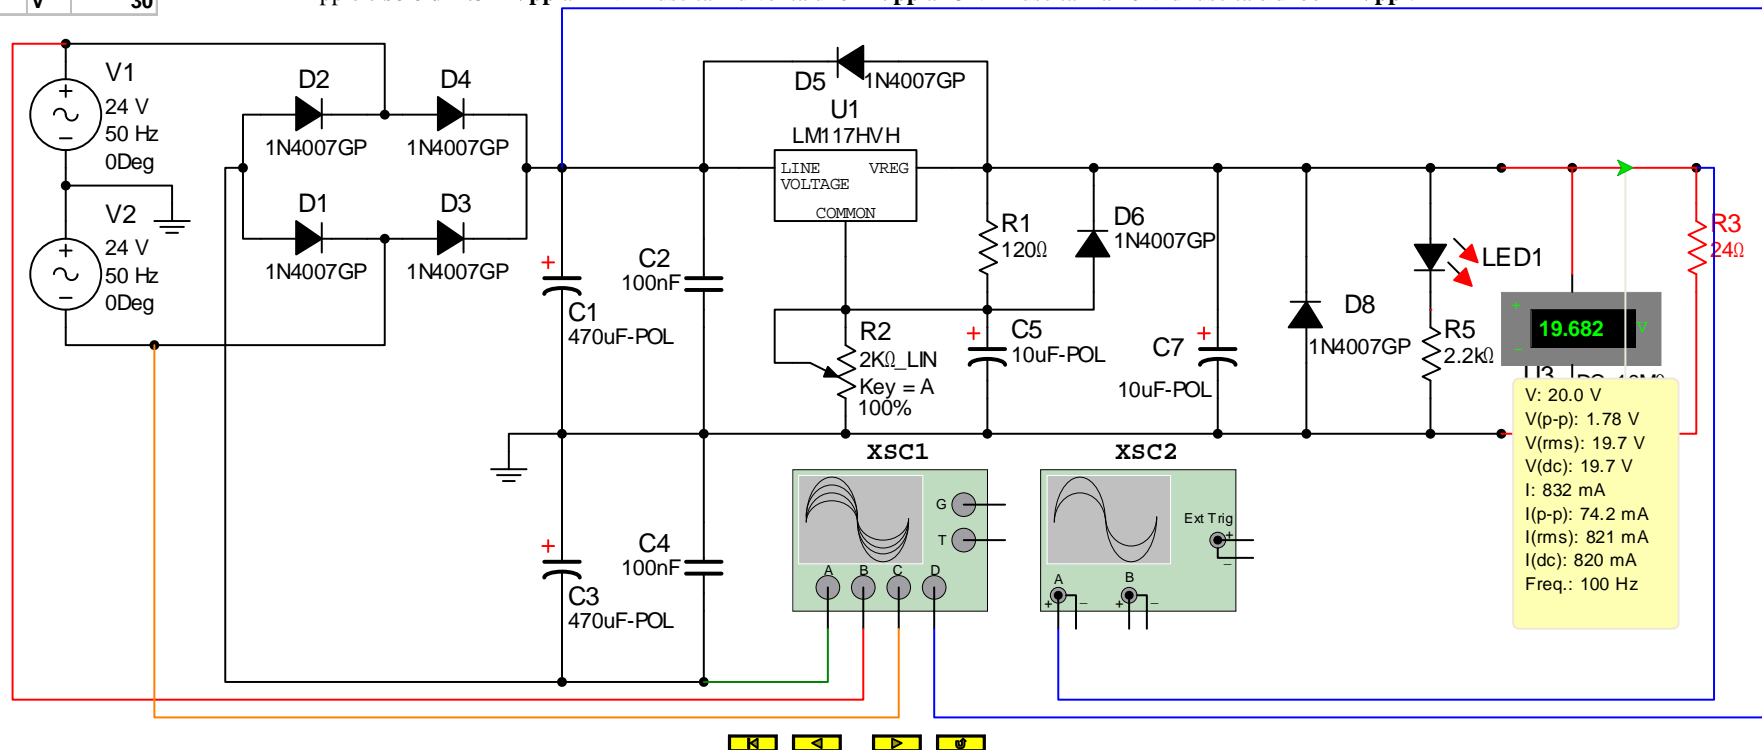 V 30
V1
24 V
50 Hz
0Deg
V2
24 V
50 Hz
0Deg
D2
1N4007GP
D4
1N4007GP
D1
1N4007GP
D3
1N4007GP
D5
1N4007GP
U1
LM117HVH
LINE VREG
VOLTAGE
COMMON
+
C1
470uF-POL
C2
100nF
R1
120Ω
D6
1N4007GP
R2
2KΩ_LIN
Key = A
100%
+
C5
10uF-POL
+
C7
10uF-POL
D8
1N4007GP
LED1
R5
2.2kΩ
R3
24Ω
19.682
V
U3
V: 20.0 V
V(p-p): 1.78 V
V(rms): 19.7 V
V(dc): 19.7 V
I: 832 mA
I(p-p): 74.2 mA
I(rms): 821 mA
I(dc): 820 mA
Freq.: 100 Hz
+
C3
470uF-POL
C4
100nF
XSC1
G
T
A B C D
XSC2
Ext Trig
+
_
A B
+ _ + _